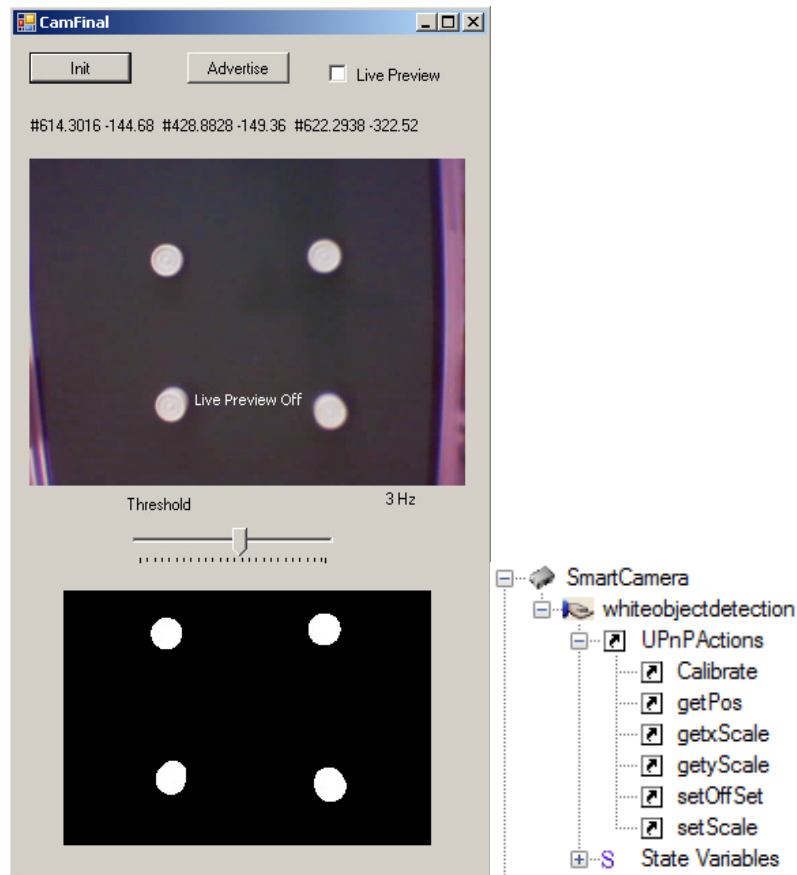 CamFinal
Init
Advertise
Live Preview
#614.3016 -144.68 #428.8828 -149.36 #622.2938 -322.52
Live Preview Off
Threshold
3 Hz
SmartCamera
whiteobjectdetection
UPnPActions
Calibrate
getPos
getxScale
getyScale
setOffSet
setScale
S State Variables